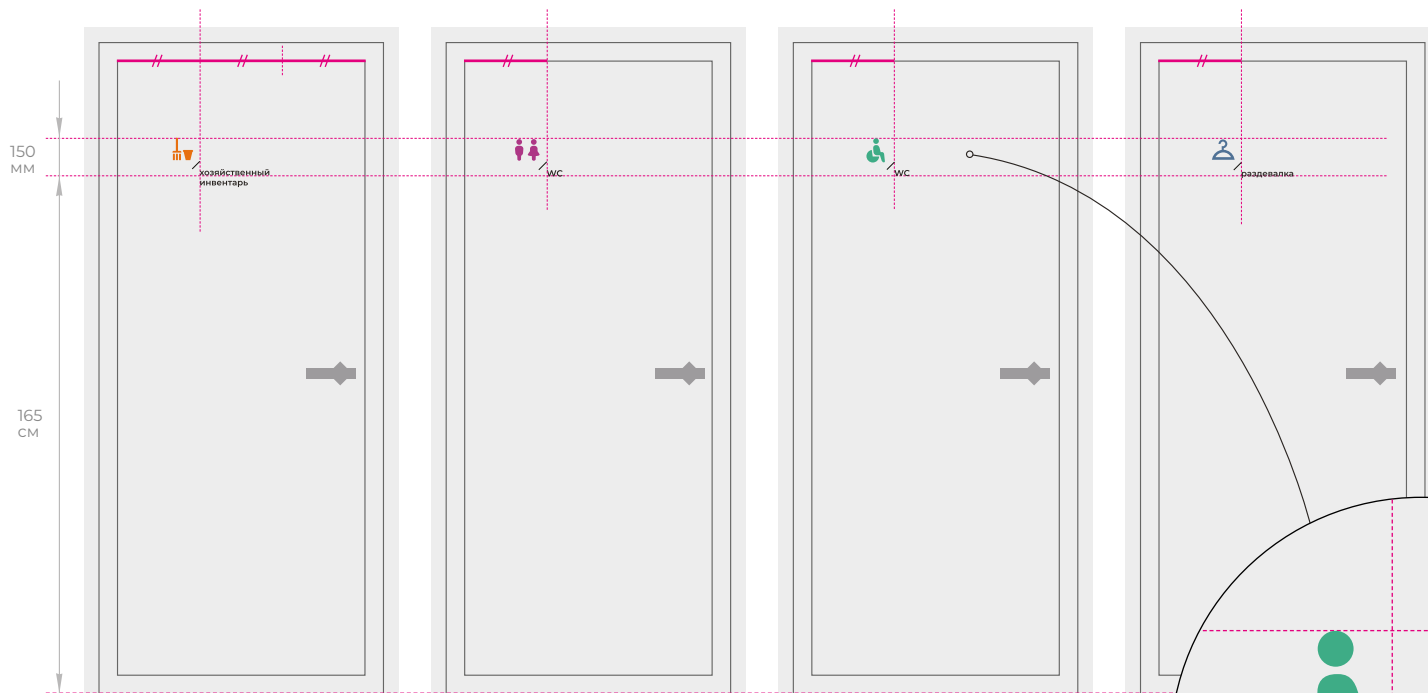 150
мм
хозяйственный
инвентарь
WC
WC
раздевалка
165
см